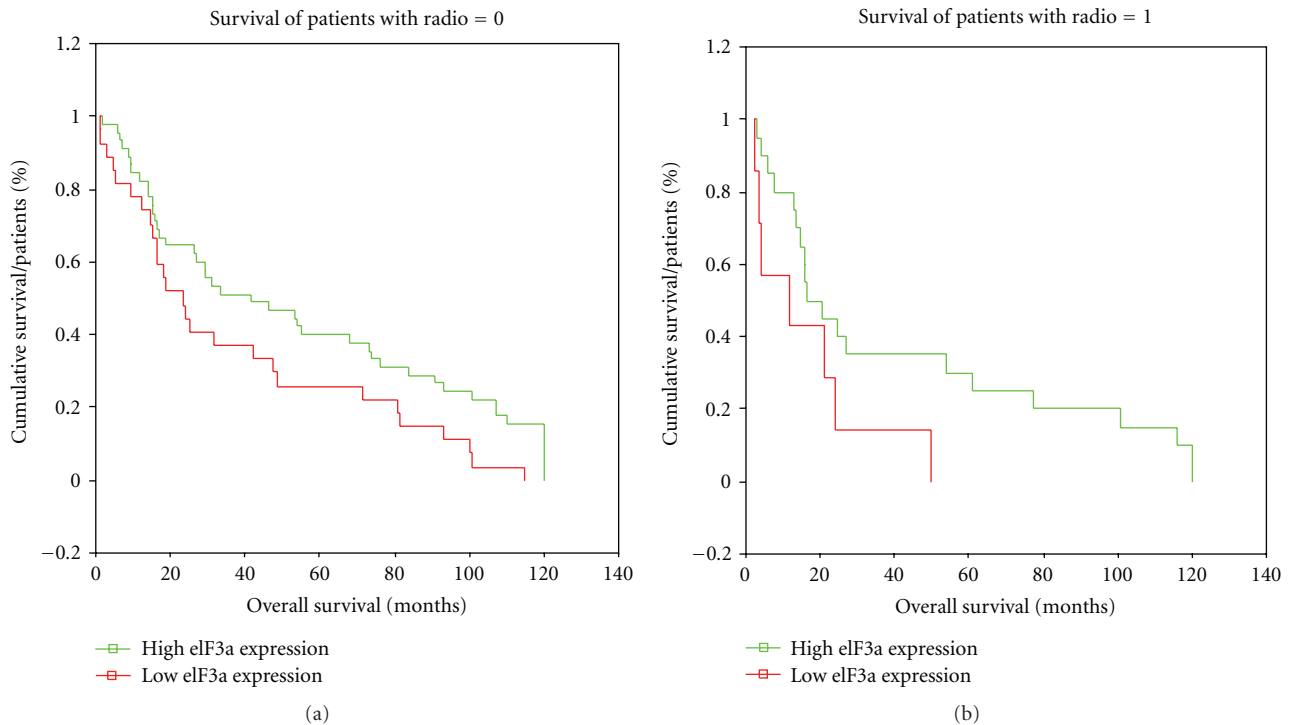 Survival of patients with radio = 0
1.2
1
0.8
0.6
0.4
0.2
0
−0.2
Cumulative survival/patients (%)
0 20 40 60 80 100 120 140
Overall survival (months)
High elF3a expression
Low elF3a expression
(a)
Survival of patients with radio = 1
1.2
1
0.8
0.6
0.4
0.2
0
−0.2
Cumulative survival/patients (%)
0 20 40 60 80 100 120 140
Overall survival (months)
High elF3a expression
Low elF3a expression
(b)